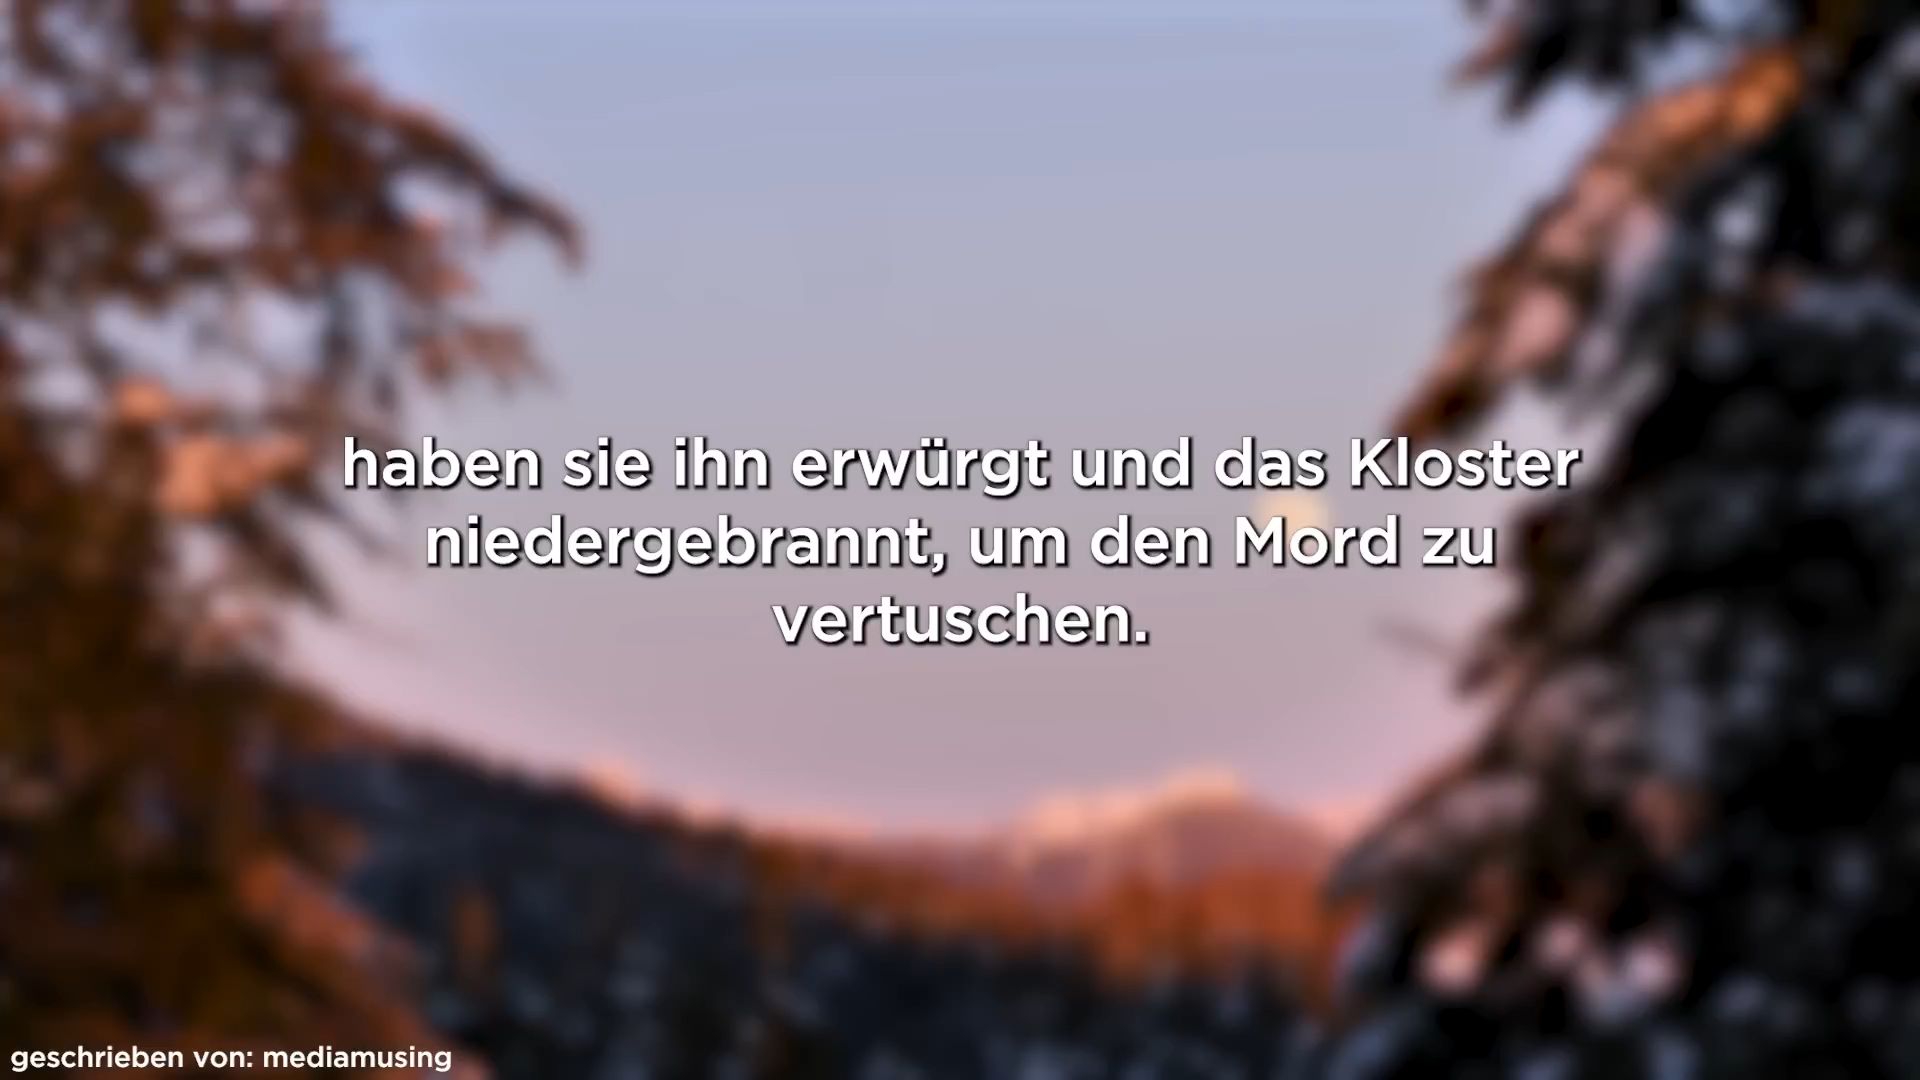 haben sie ihn erwürgt und das Kloster
niedergebrannt, um den Mord zu
vertuschen.
geschrieben von: mediamusing